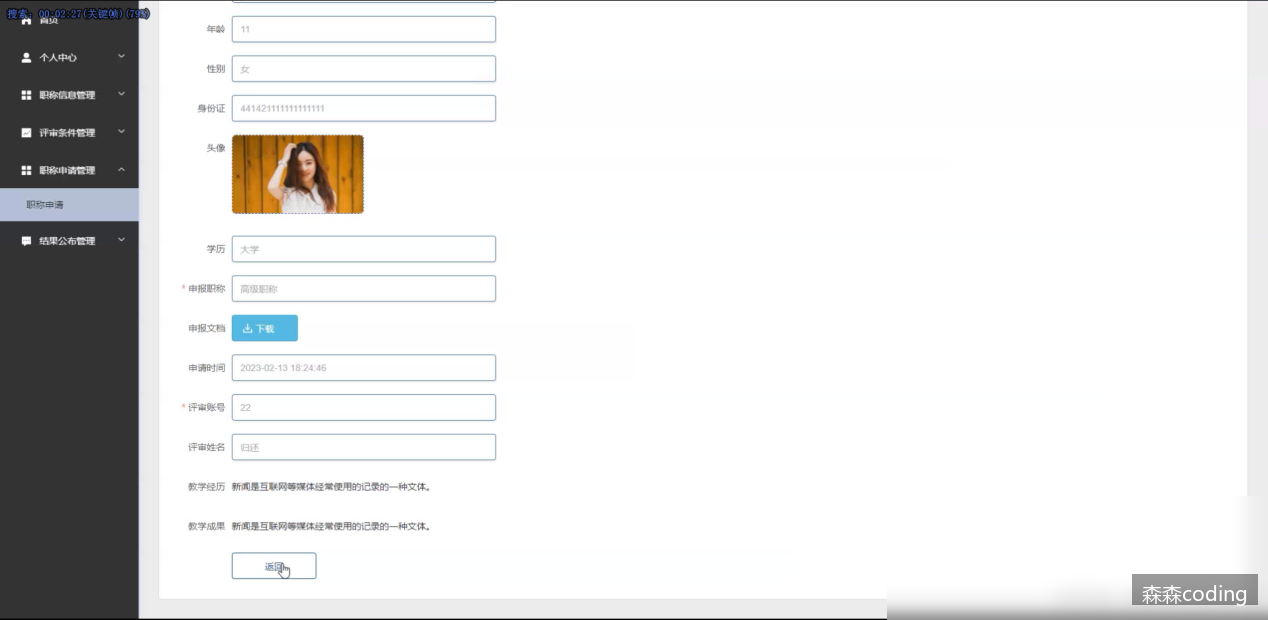 搜索: 00:02:27(关键帧)(79%)
首页
年龄 11
个人中心
性别 女
职称信息管理
身份证 441421111111111111
评审条件管理
头像
职称申请管理
职称申请
结果公布管理
学历 大学
* 申报职称 高级职称
申报文档 下载
申请时间 2023-02-13 18:24:46
* 评审账号 22
评审姓名 归还
教学经历 新闻是互联网等媒体经常使用的记录的一种文体。
教学成果 新闻是互联网等媒体经常使用的记录的一种文体。
返回
森森coding